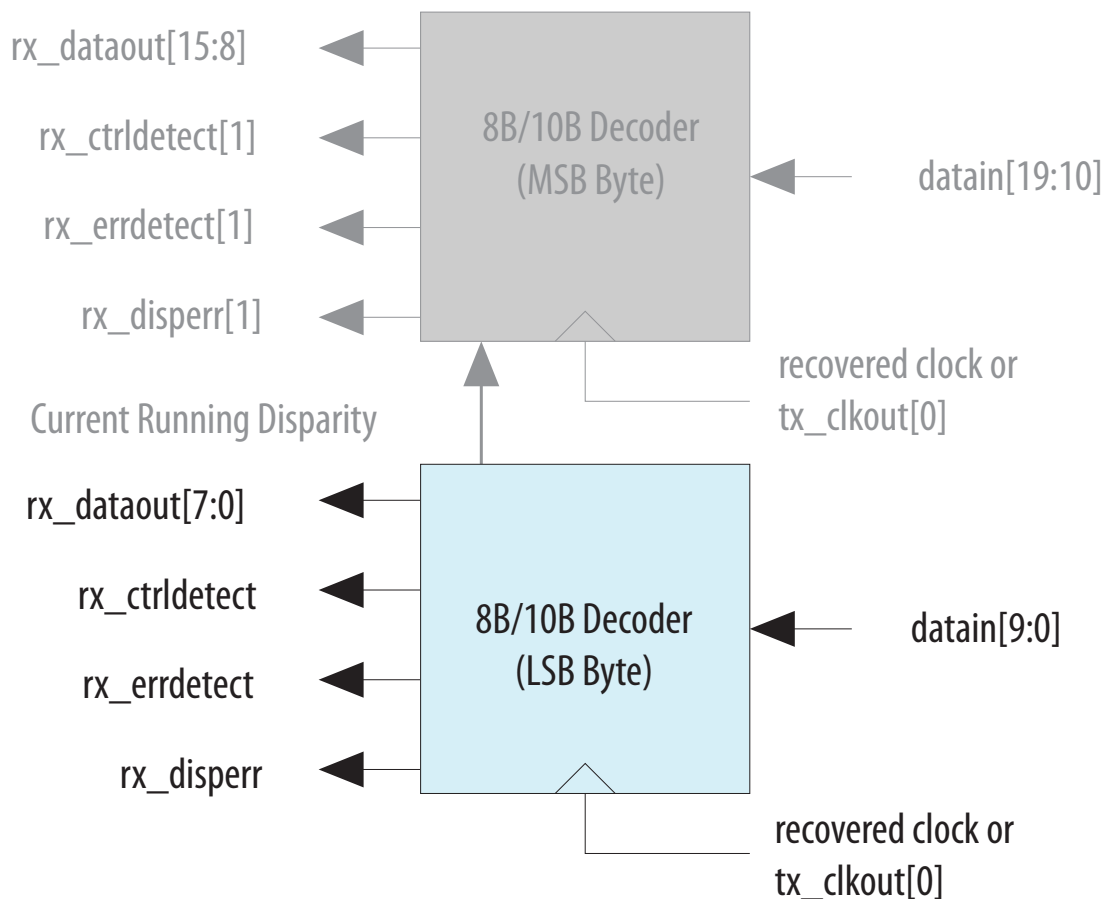 rx_dataout[15:8]
rx_ctrldetect[1]
rx_errdetect[1]
rx_disperr[1]
8B/10B Decoder
(MSB Byte)
datain[19:10]
recovered clock or
tx_clkout[0]
Current Running Disparity
rx_dataout[7:0]
rx_ctrldetect
rx_errdetect
rx_disperr
8B/10B Decoder
(LSB Byte)
datain[9:0]
recovered clock or
tx_clkout[0]